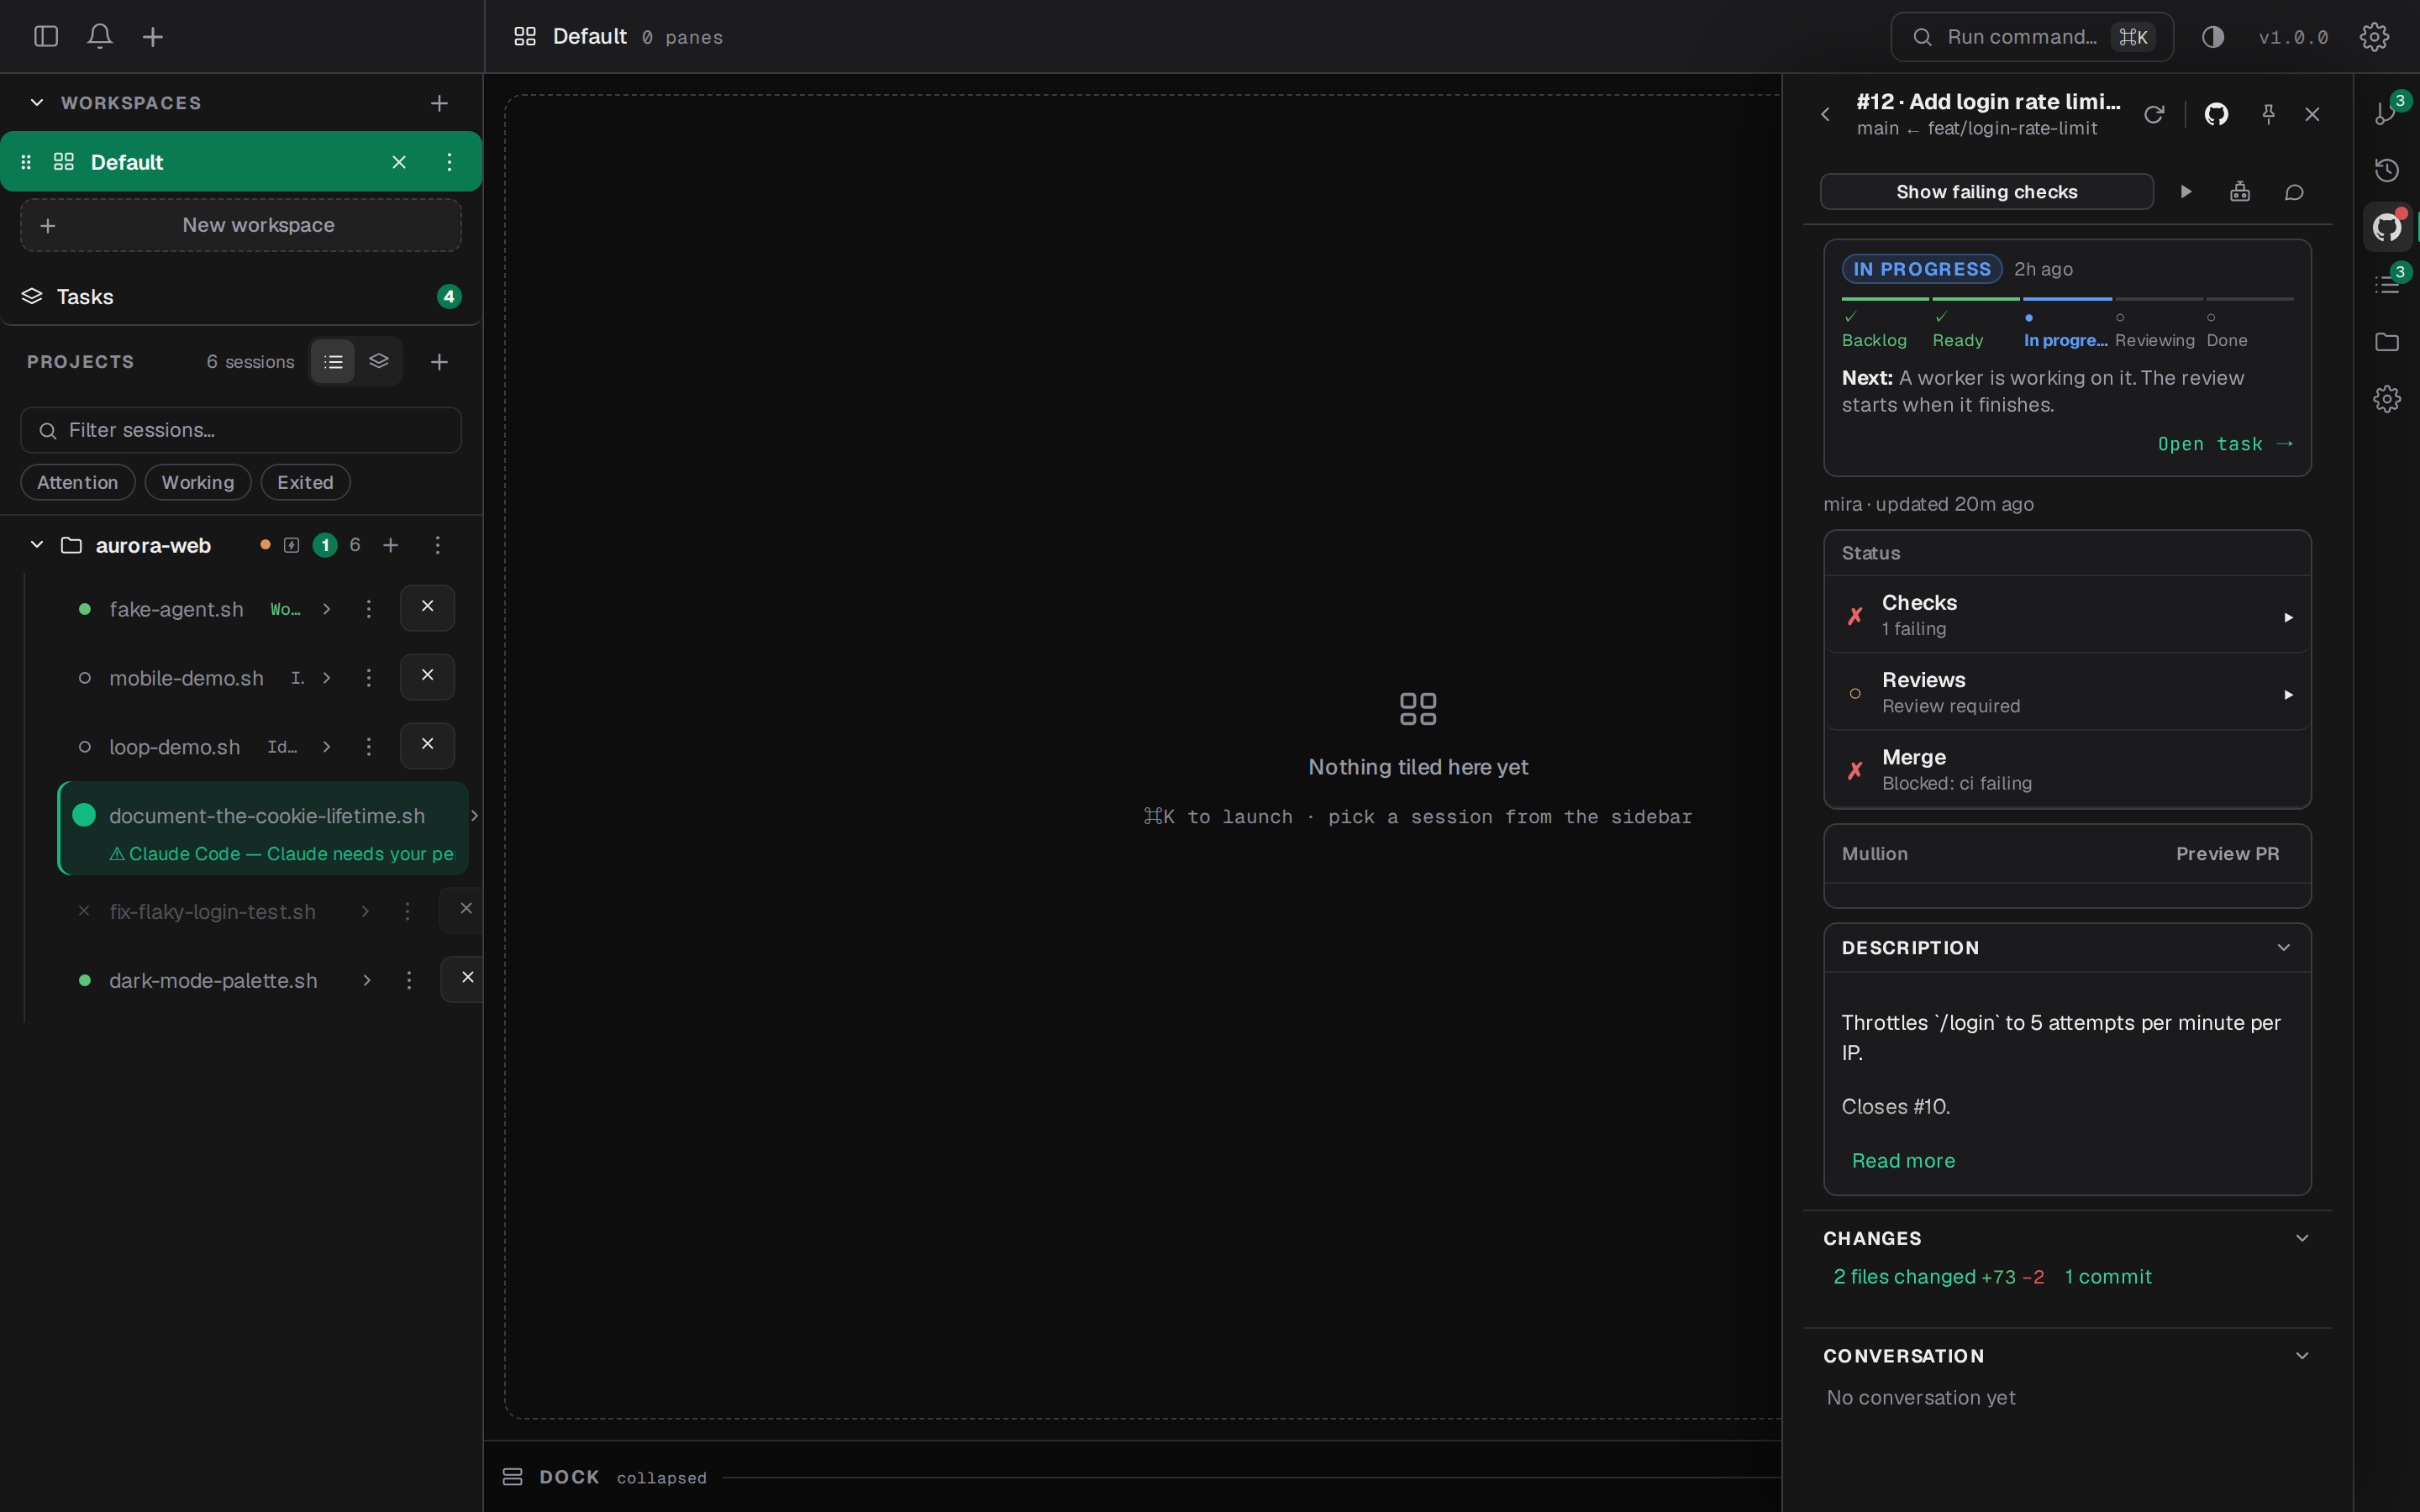 Default 0 panes
Run command... ⌘K
v1.0.0
WORKSPACES
Default
New workspace
Tasks 4
PROJECTS 6 sessions
Filter sessions...
Attention Working Exited
aurora-web 1 6
fake-agent.sh Wo...
mobile-demo.sh I.
loop-demo.sh Id...
document-the-cookie-lifetime.sh
⚠ Claude Code — Claude needs your pe
fix-flaky-login-test.sh
dark-mode-palette.sh
Nothing tiled here yet
⌘K to launch · pick a session from the sidebar
DOCK collapsed
#12 · Add login rate limi...
main ← feat/login-rate-limit
Show failing checks
IN PROGRESS 2h ago
✓ ✓ ● ○ ○
Backlog Ready In progre... Reviewing Done
Next: A worker is working on it. The review
starts when it finishes.
Open task →
mira · updated 20m ago
Status
Checks
1 failing
Reviews
Review required
Merge
Blocked: ci failing
Mullion Preview PR
DESCRIPTION
Throttles `/login` to 5 attempts per minute per
IP.
Closes #10.
Read more
CHANGES
2 files changed +73 −2 1 commit
CONVERSATION
No conversation yet
3
3